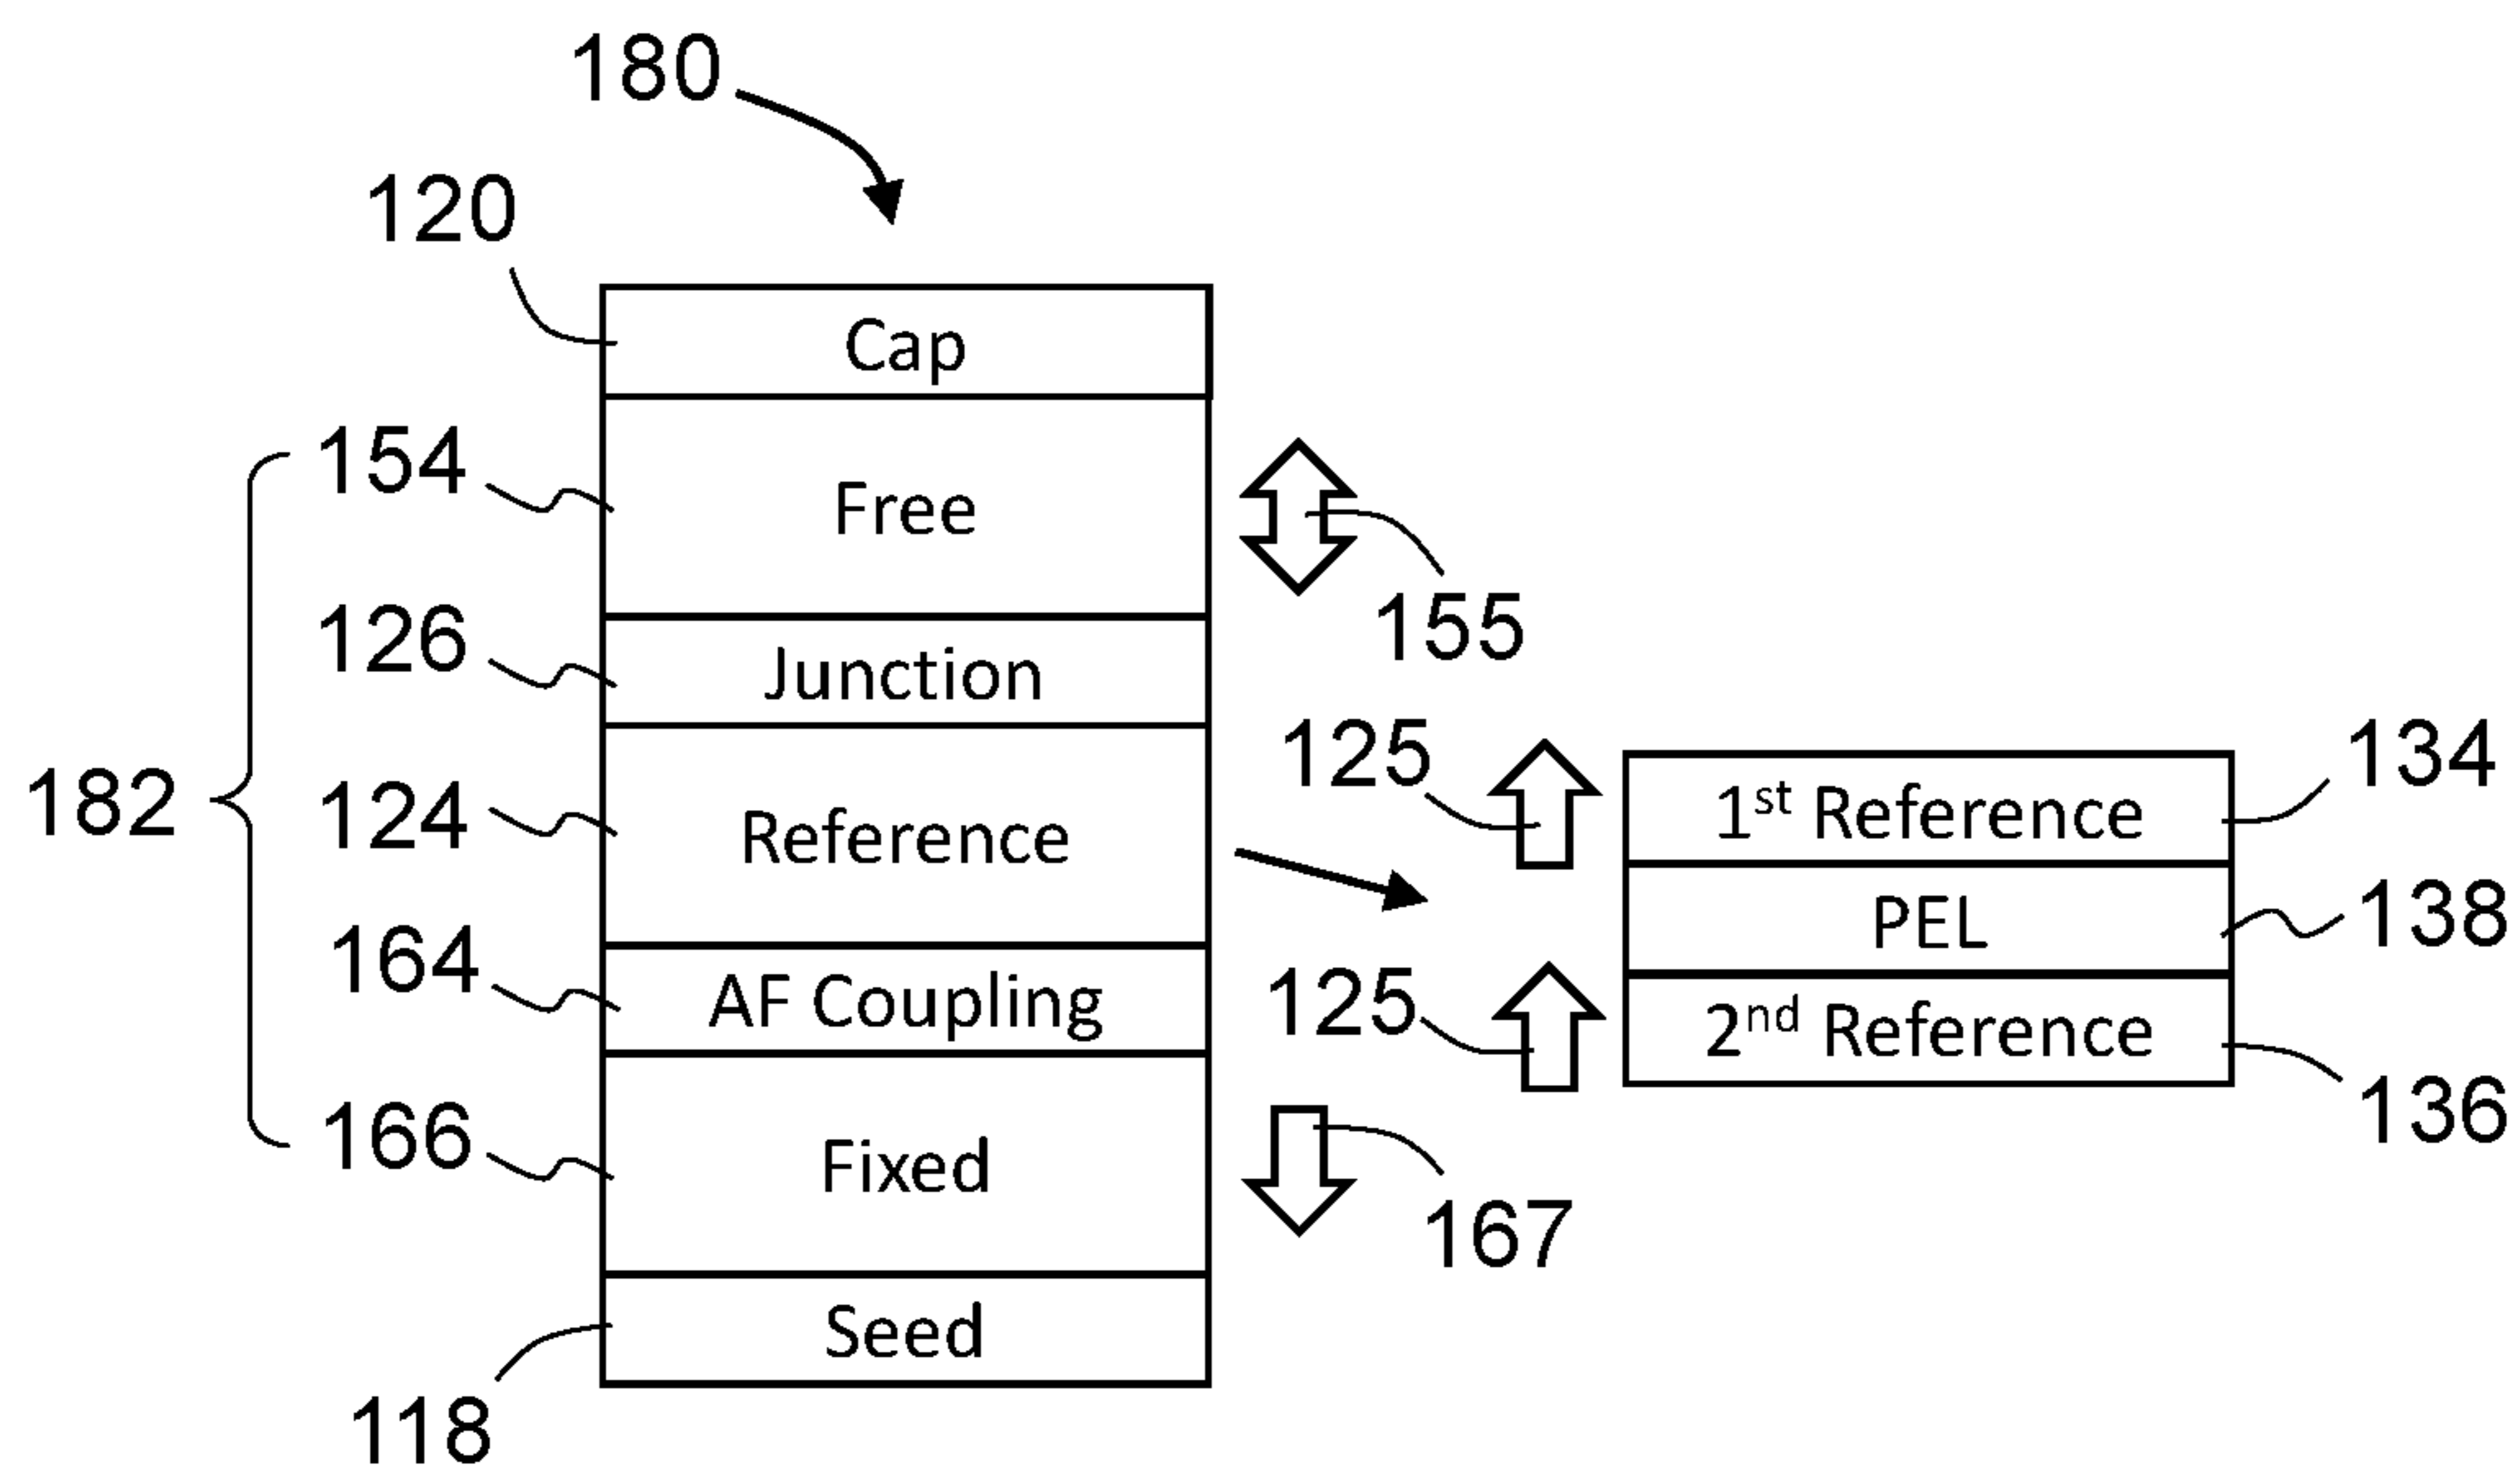 180
120
Cap
154
Free
126
155
Junction
182
124
125
134
1st Reference
Reference
138
PEL
164
AF Coupling
125
2nd Reference
166
136
Fixed
167
Seed
118